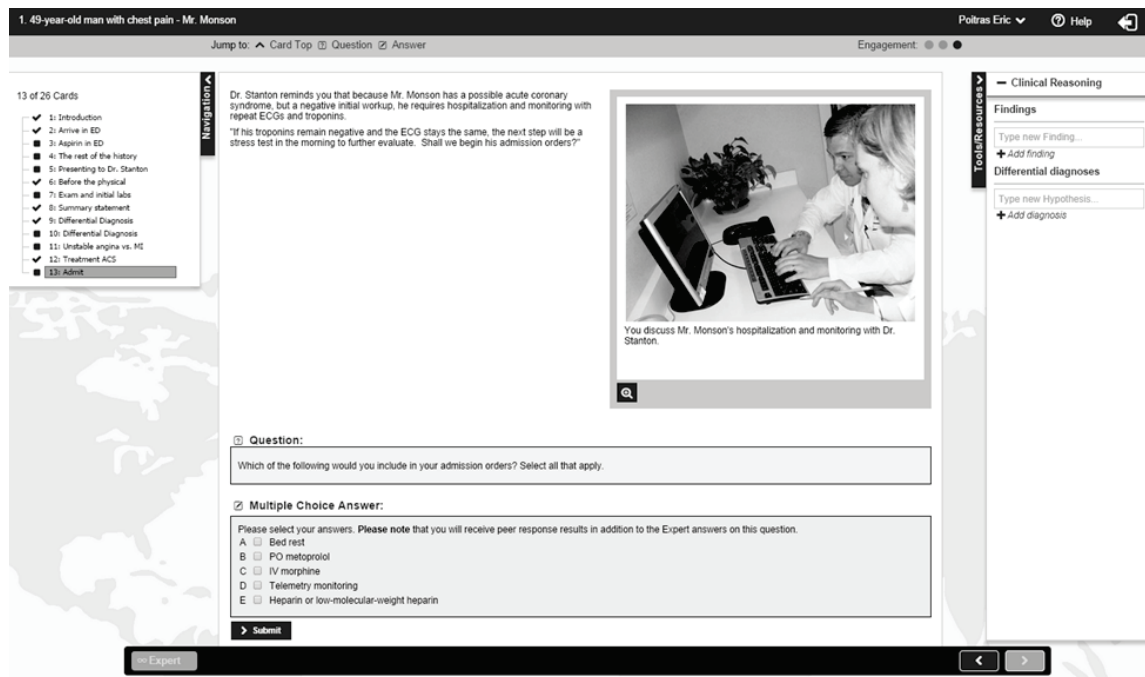 1. 49-year-old man with chest pain - Mr. Monson
Poitras Eric
Help
Jump to: Card Top Question Answer
Engagement:
13 of 26 Cards
1: Introduction
2: Arrive in ED
3: Aspirin in ED
4: The rest of the history
5: Presenting to Dr. Stanton
6: Before the physical
7: Exam and initial labs
8: Summary statement
9: Differential Diagnosis
10: Differential Diagnosis
11: Unstable angina vs. MI
12: Treatment ACS
13: Admit
Navigation
Dr. Stanton reminds you that because Mr. Monson has a possible acute coronary
syndrome, but a negative initial workup, he requires hospitalization and monitoring with
repeat ECGs and troponins.
"If his troponins remain negative and the ECG stays the same, the next step will be a
stress test in the morning to further evaluate. Shall we begin his admission orders?"
You discuss Mr. Monson's hospitalization and monitoring with Dr.
Stanton.
Question:
Which of the following would you include in your admission orders? Select all that apply.
Multiple Choice Answer:
Please select your answers. Please note that you will receive peer response results in addition to the Expert answers on this question.
A Bed rest
B PO metoprolol
C IV morphine
D Telemetry monitoring
E Heparin or low-molecular-weight heparin
Submit
Expert
Tools/Resources
Clinical Reasoning
Findings
Type new Finding...
Add finding
Differential diagnoses
Type new Hypothesis...
Add diagnosis